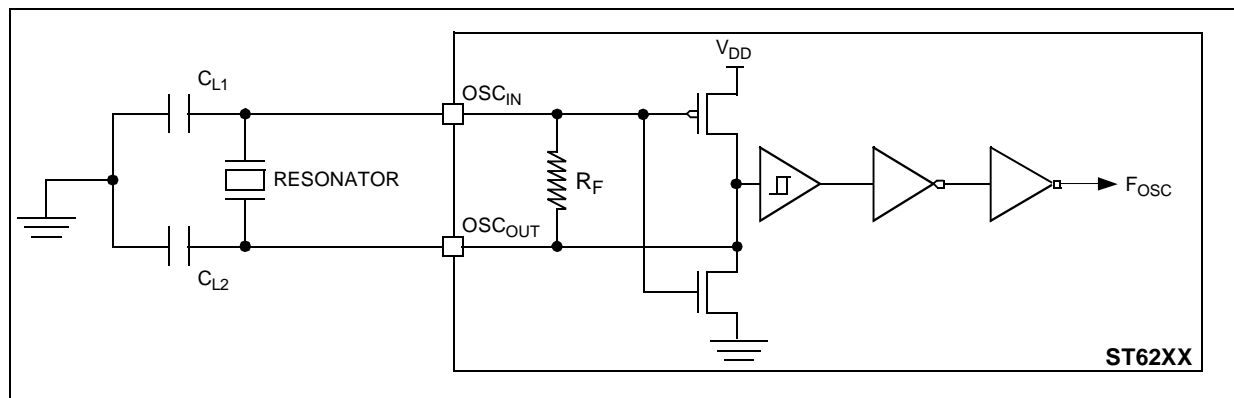 V_DD
C_L1
OSC_IN
RESONATOR
R_F
F_OSC
OSC_OUT
C_L2
ST62XX